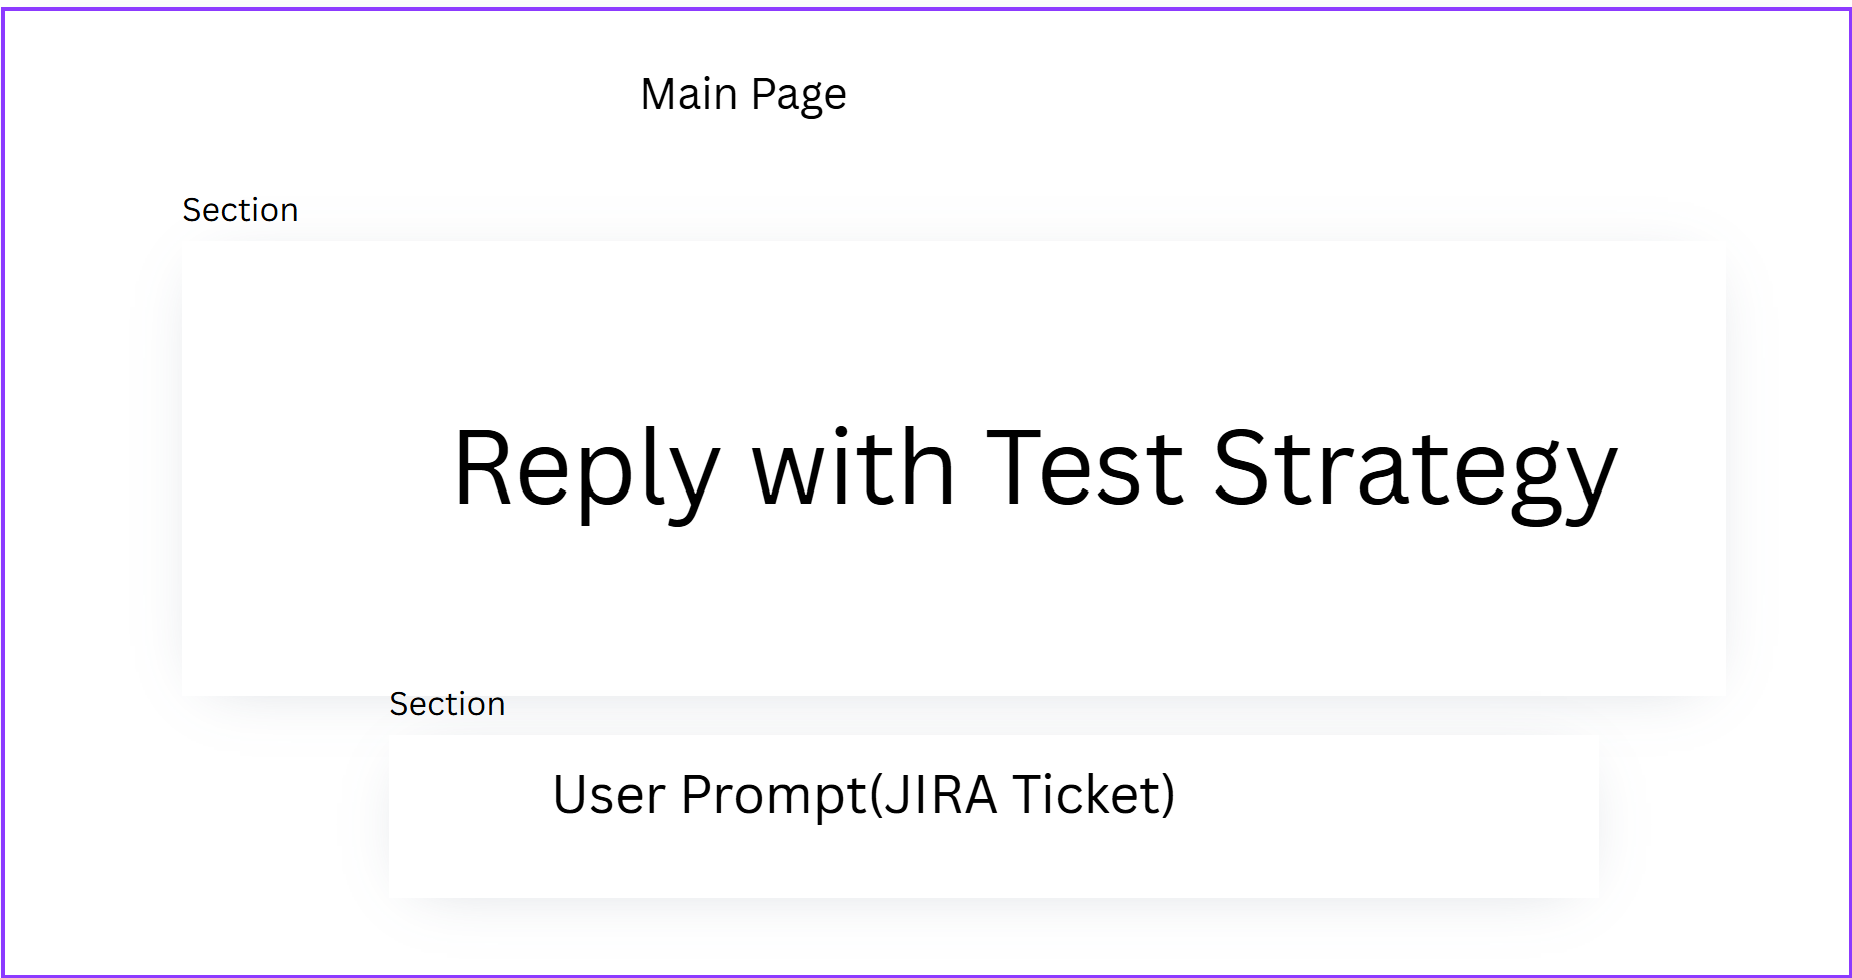 Main Page
Section
Reply with Test Strategy
Section
User Prompt(JIRA Ticket)